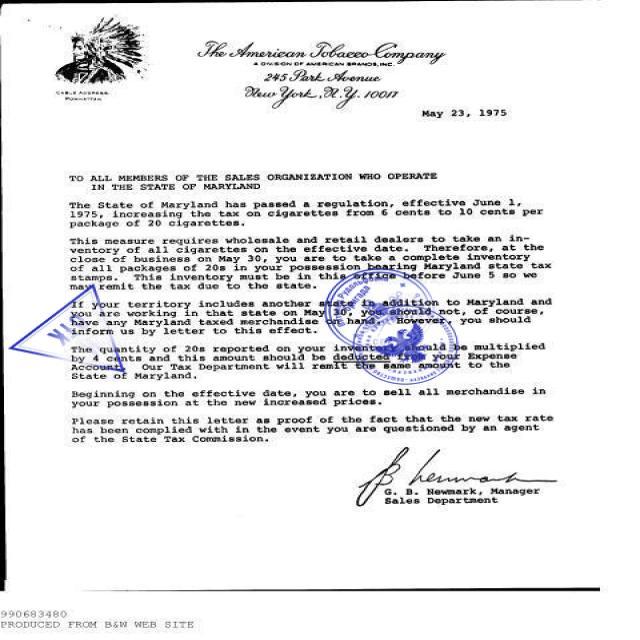 The American Tobacco Company
A DIVISION OF AMERICAN BRANDS, INC.
245 Park Avenue
New York, N.Y. 10017
CABLE ADDRESS
POWHATTAN
May 23, 1975
TO ALL MEMBERS OF THE SALES ORGANIZATION WHO OPERATE
IN THE STATE OF MARYLAND
The State of Maryland has passed a regulation, effective June 1,
1975, increasing the tax on cigarettes from 6 cents to 10 cents per
package of 20 cigarettes.
This measure requires wholesale and retail dealers to take an in-
ventory of all cigarettes on the effective date. Therefore, at the
close of business on May 30, you are to take a complete inventory
of all packages of 20s in your possession bearing Maryland state tax
stamps. This inventory must be in this office before June 5 so we
may remit the tax due to the state.
If your territory includes another state in addition to Maryland and
you are working in that state on May 30, you should not, of course,
have any Maryland taxed merchandise on hand. However, you should
inform us by letter to this effect.
The quantity of 20s reported on your inventory should be multiplied
by 4 cents and this amount should be deducted from your Expense
Account. Our Tax Department will remit the same amount to the
State of Maryland.
Beginning on the effective date, you are to sell all merchandise in
your possession at the new increased prices.
Please retain this letter as proof of the fact that the new tax rate
has been complied with in the event you are questioned by an agent
of the State Tax Commission.
G. B. Newmark, Manager
Sales Department
990683480
PRODUCED FROM B&W WEB SITE